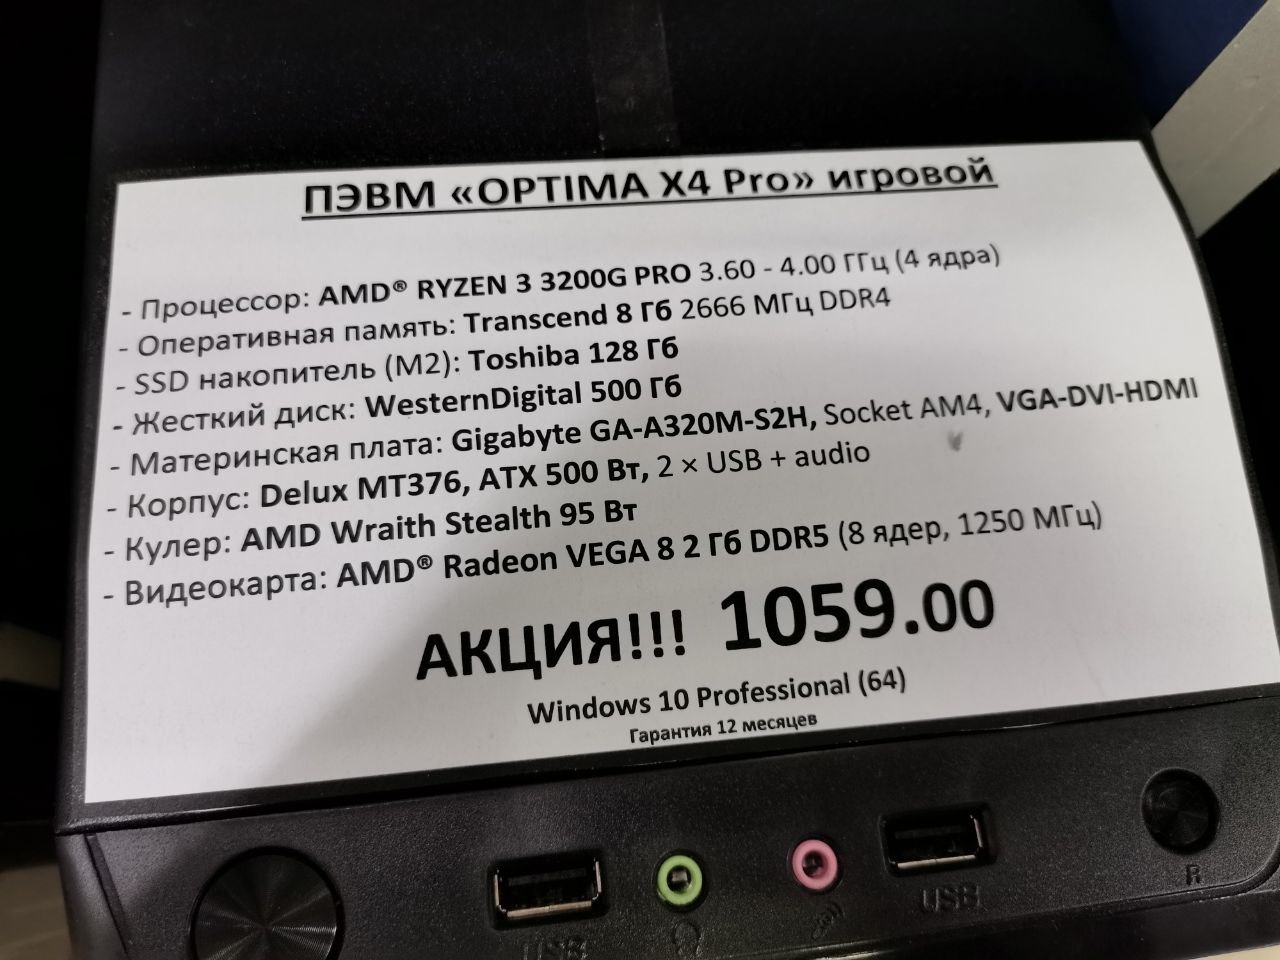 ПЭВМ «OPTIMA X4 Pro» игровой
- Процессор: AMD® RYZEN 3 3200G PRO 3.60 - 4.00 ГГц (4 ядра)
- Оперативная память: Transcend 8 Гб 2666 МГц DDR4
- SSD накопитель (M2): Toshiba 128 Гб
- Жесткий диск: WesternDigital 500 Гб
- Материнская плата: Gigabyte GA-A320M-S2H, Socket AM4, VGA-DVI-HDMI
- Корпус: Delux MT376, ATX 500 Вт, 2 × USB + audio
- Кулер: AMD Wraith Stealth 95 Вт
- Видеокарта: AMD® Radeon VEGA 8 2 Гб DDR5 (8 ядер, 1250 МГц)
АКЦИЯ!!! 1059.00
Windows 10 Professional (64)
Гарантия 12 месяцев
USB
USB
R